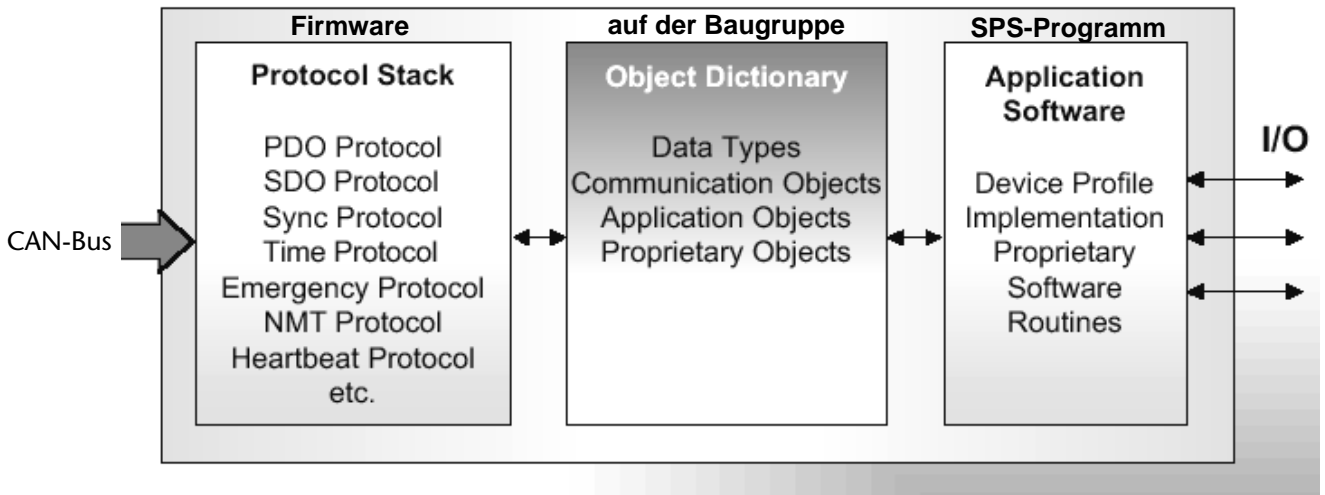 Firmware
Protocol Stack
PDO Protocol
SDO Protocol
Sync Protocol
Time Protocol
Emergency Protocol
NMT Protocol
Heartbeat Protocol
etc.
auf der Baugruppe
Object Dictionary
Data Types
Communication Objects
Application Objects
Proprietary Objects
SPS-Programm
Application
Software
Device Profile
Implementation
Proprietary
Software
Routines
CAN-Bus
I/O